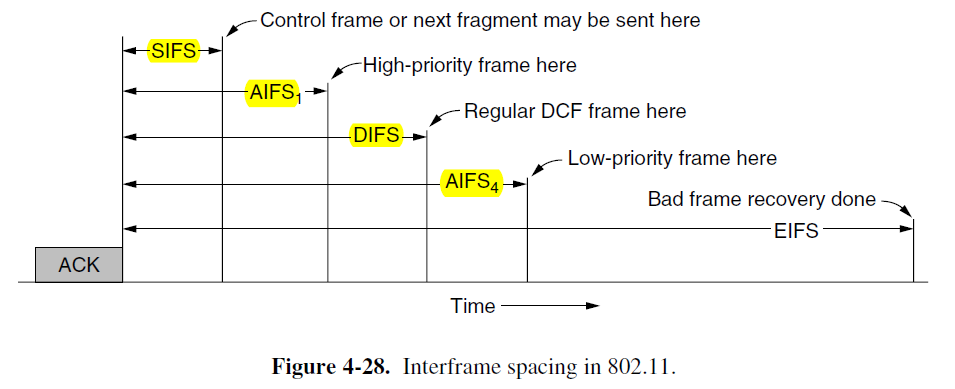 Control frame or next fragment may be sent here
SIFS
High-priority frame here
AIFS1
Regular DCF frame here
DIFS
Low-priority frame here
AIFS4
Bad frame recovery done
EIFS
ACK
Time
Figure 4-28. Interframe spacing in 802.11.